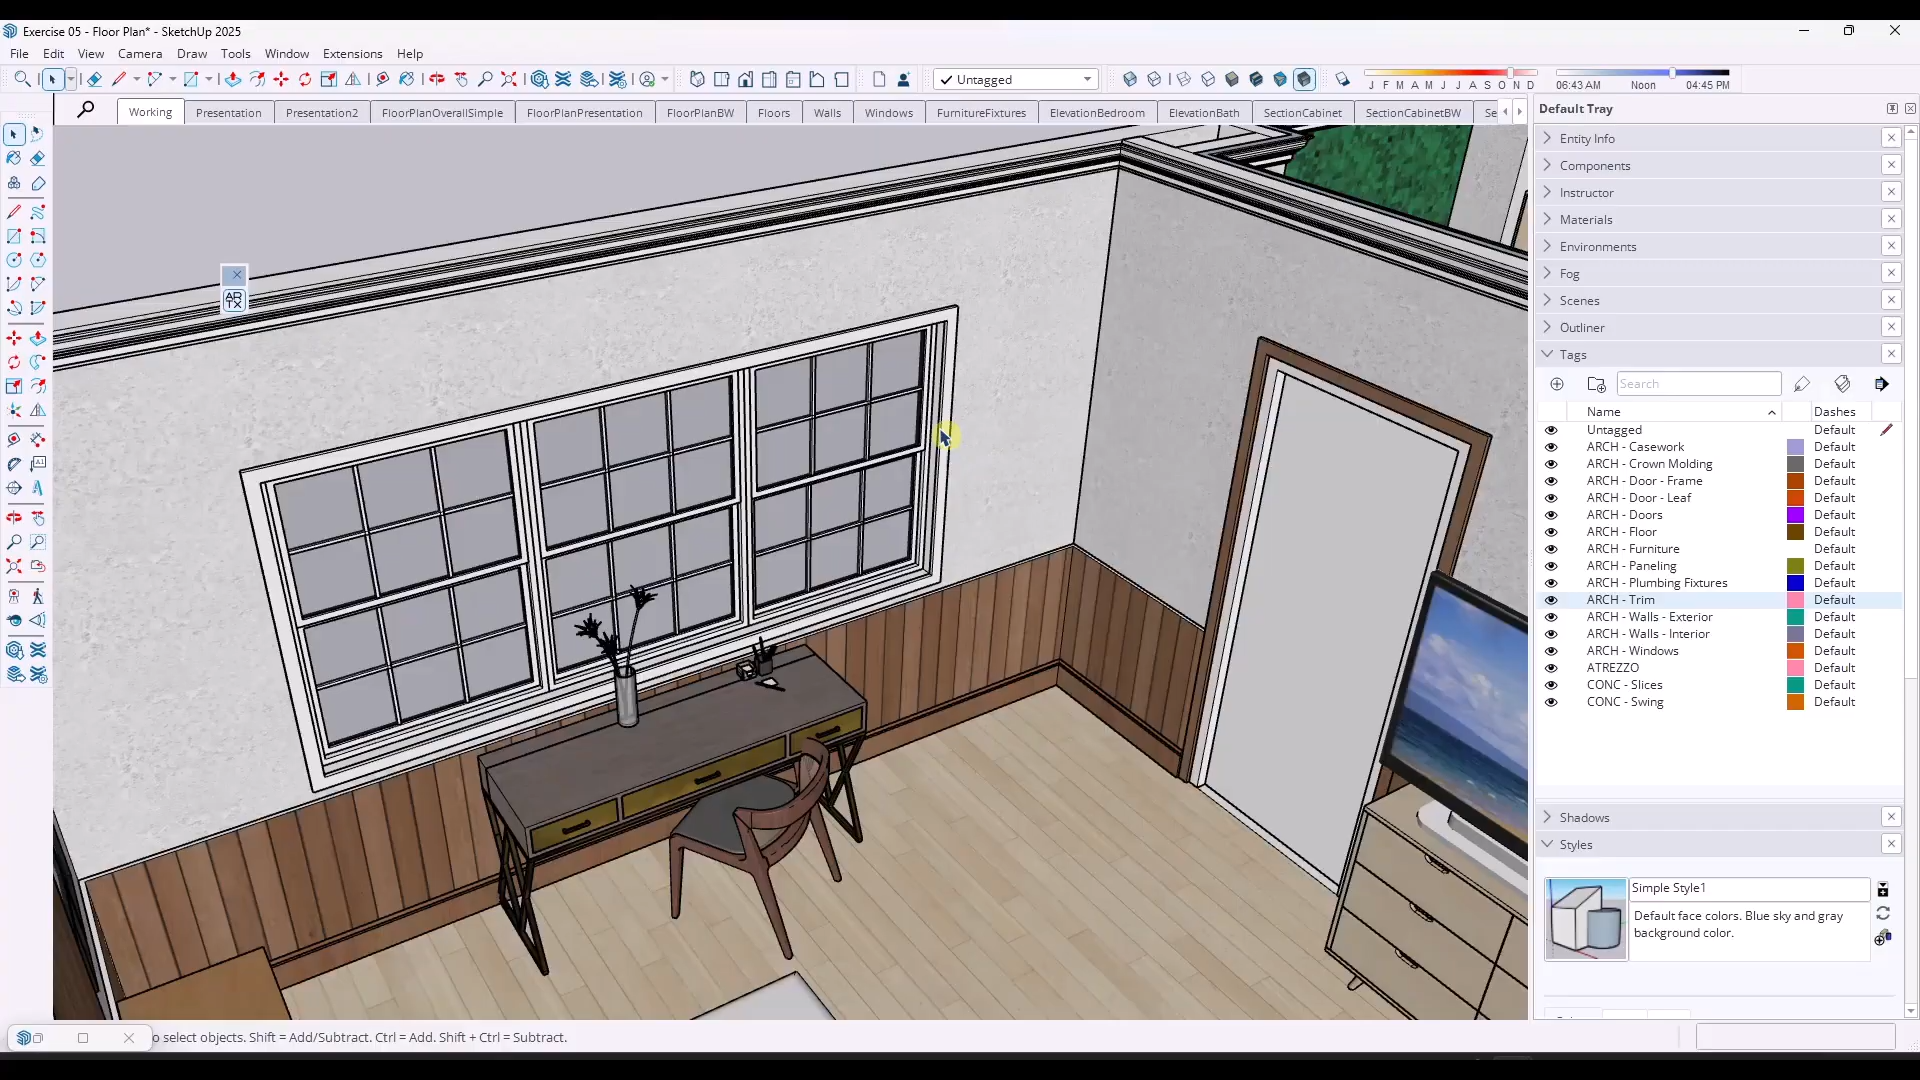 Exercise 05 - Floor Plan* - SketchUp 2025
File Edit View Camera Draw Tools Window Extensions Help
Untagged
J F M A M J J A S O N D
06:43 AM Noon 04:45 PM
Working Presentation Presentation2 FloorPlanOverallSimple FloorPlanPresentation FloorPlanBW Floors Walls Windows FurnitureFixtures ElevationBedroom ElevationBath SectionCabinet SectionCabinetBW Se
Default Tray
Entity Info
Components
Instructor
Materials
Environments
Fog
Scenes
Outliner
Tags
Search
Name Dashes
Untagged Default
ARCH - Casework Default
ARCH - Crown Molding Default
ARCH - Door - Frame Default
ARCH - Door - Leaf Default
ARCH - Doors Default
ARCH - Floor Default
ARCH - Furniture Default
ARCH - Paneling Default
ARCH - Plumbing Fixtures Default
ARCH - Trim Default
ARCH - Walls - Exterior Default
ARCH - Walls - Interior Default
ARCH - Windows Default
ATREZZO Default
CONC - Slices Default
CONC - Swing Default
Shadows
Styles
Simple Style1
Default face colors. Blue sky and gray
background color.
AR
TX
o select objects. Shift = Add/Subtract. Ctrl = Add. Shift + Ctrl = Subtract.